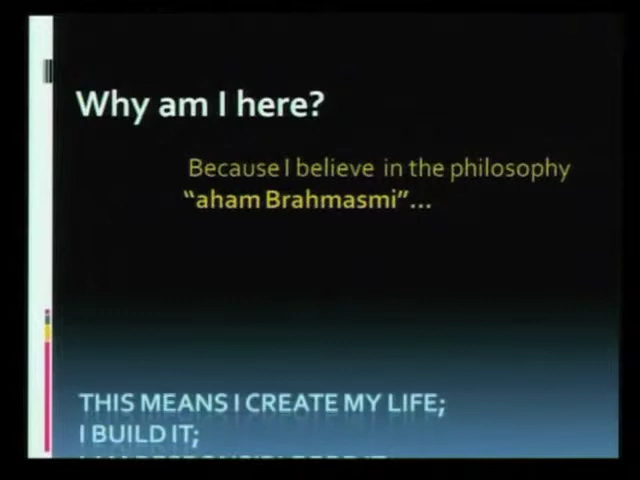 Why am I here?
Because I believe in the philosophy
“aham Brahmasmi”...
THIS MEANS I CREATE MY LIFE;
I BUILD IT;